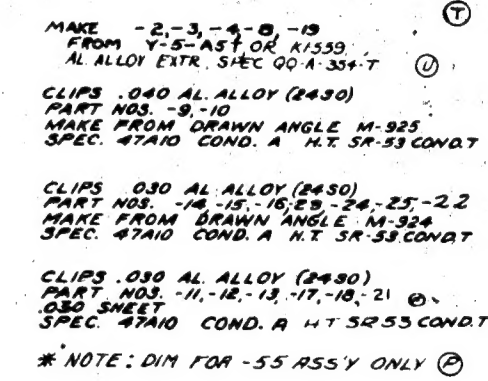 T
MAKE -2,-3,-4,-8,-19
FROM Y-5-A5† OR K1559
AL. ALLOY EXTR. SPEC QQ-A-354-T U
CLIPS .040 AL. ALLOY (24SO)
PART NOS. -9,-10
MAKE FROM DRAWN ANGLE M-925
SPEC. 47A10 COND. A H.T. SR-53 COND.T
CLIPS .030 AL. ALLOY (24SO)
PART NOS. -14,-15,-16,-23,-24,-25,-22
MAKE FROM DRAWN ANGLE M-924
SPEC. 47A10 COND. A H.T. SR-53 COND.T
CLIPS .030 AL. ALLOY (24SO)
PART NOS. -11,-12,-13,-17,-18,-21
.030 SHEET
SPEC. 47A10 COND. A HT SR53 COND.T
* NOTE: DIM FOR -55 ASS'Y ONLY P